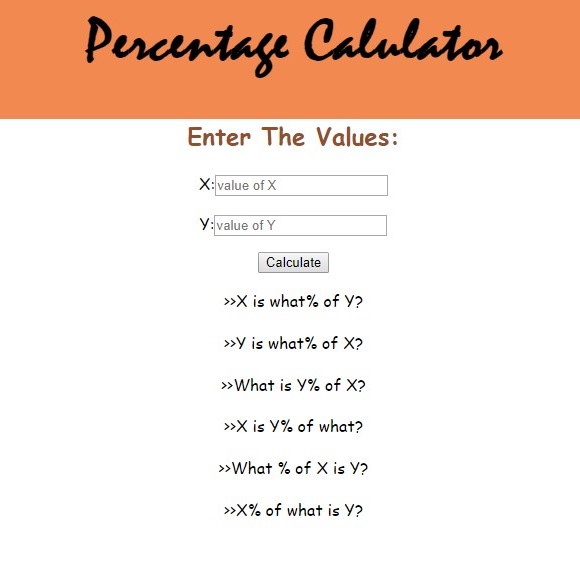 Percentage Calulator
Enter The Values:
X:value of X
Y:value of Y
Calculate
>>X is what% of Y?
>>Y is what% of X?
>>What is Y% of X?
>>X is Y% of what?
>>What % of X is Y?
>>X% of what is Y?